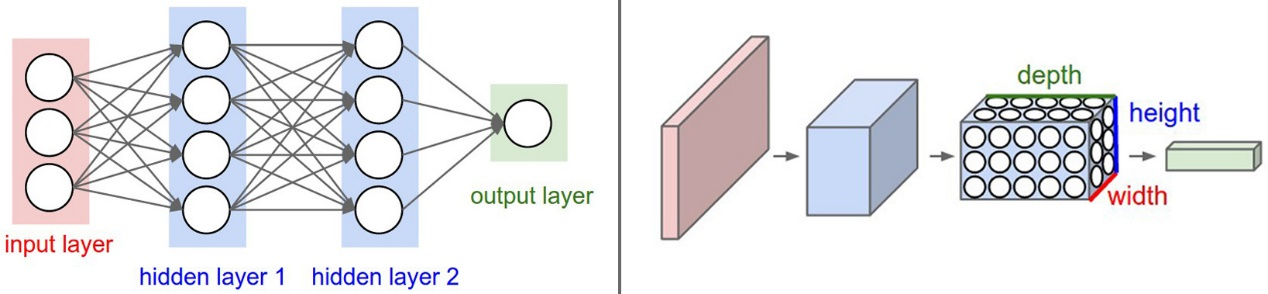 input layer
hidden layer 1
hidden layer 2
output layer
depth
height
width